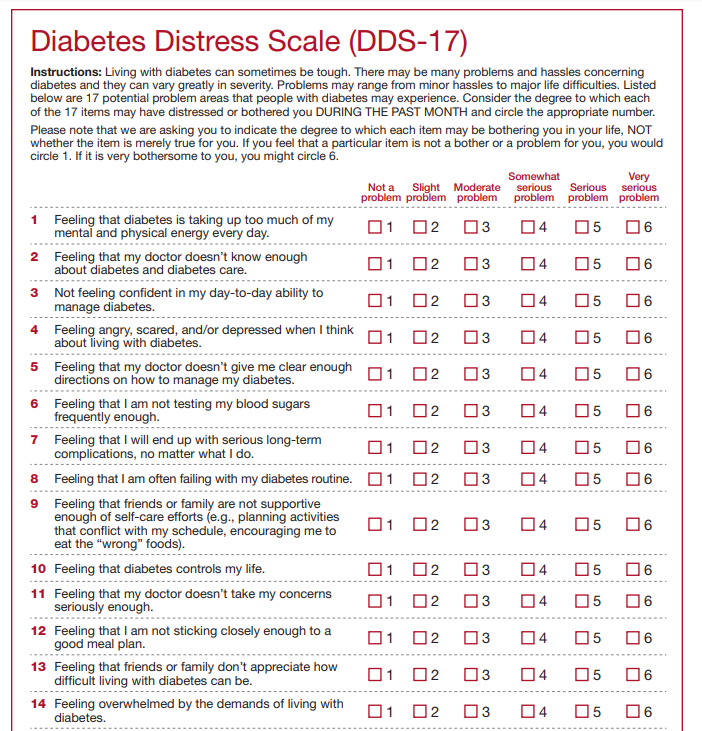 Diabetes Distress Scale (DDS-17)
Instructions: Living with diabetes can sometimes be tough. There may be many problems and hassles concerning
diabetes and they can vary greatly in severity. Problems may range from minor hassles to major life difficulties. Listed
below are 17 potential problem areas that people with diabetes may experience. Consider the degree to which each
of the 17 items may have distressed or bothered you DURING THE PAST MONTH and circle the appropriate number.
Please note that we are asking you to indicate the degree to which each item may be bothering you in your life, NOT
whether the item is merely true for you. If you feel that a particular item is not a bother or a problem for you, you would
circle 1. If it is very bothersome to you, you might circle 6.
Somewhat Very
Not a Slight Moderate serious Serious serious
problem problem problem problem problem problem
1 Feeling that diabetes is taking up too much of my
mental and physical energy every day. 1 2 3 4 5 6
2 Feeling that my doctor doesn't know enough
about diabetes and diabetes care. 1 2 3 4 5 6
3 Not feeling confident in my day-to-day ability to
manage diabetes. 1 2 3 4 5 6
4 Feeling angry, scared, and/or depressed when I think
about living with diabetes. 1 2 3 4 5 6
5 Feeling that my doctor doesn't give me clear enough
directions on how to manage my diabetes. 1 2 3 4 5 6
6 Feeling that I am not testing my blood sugars
frequently enough. 1 2 3 4 5 6
7 Feeling that I will end up with serious long-term
complications, no matter what I do. 1 2 3 4 5 6
8 Feeling that I am often failing with my diabetes routine. 1 2 3 4 5 6
9 Feeling that friends or family are not supportive
enough of self-care efforts (e.g., planning activities
that conflict with my schedule, encouraging me to 1 2 3 4 5 6
eat the “wrong” foods).
10 Feeling that diabetes controls my life. 1 2 3 4 5 6
11 Feeling that my doctor doesn't take my concerns
seriously enough. 1 2 3 4 5 6
12 Feeling that I am not sticking closely enough to a
good meal plan. 1 2 3 4 5 6
13 Feeling that friends or family don't appreciate how
difficult living with diabetes can be. 1 2 3 4 5 6
14 Feeling overwhelmed by the demands of living with
diabetes. 1 2 3 4 5 6